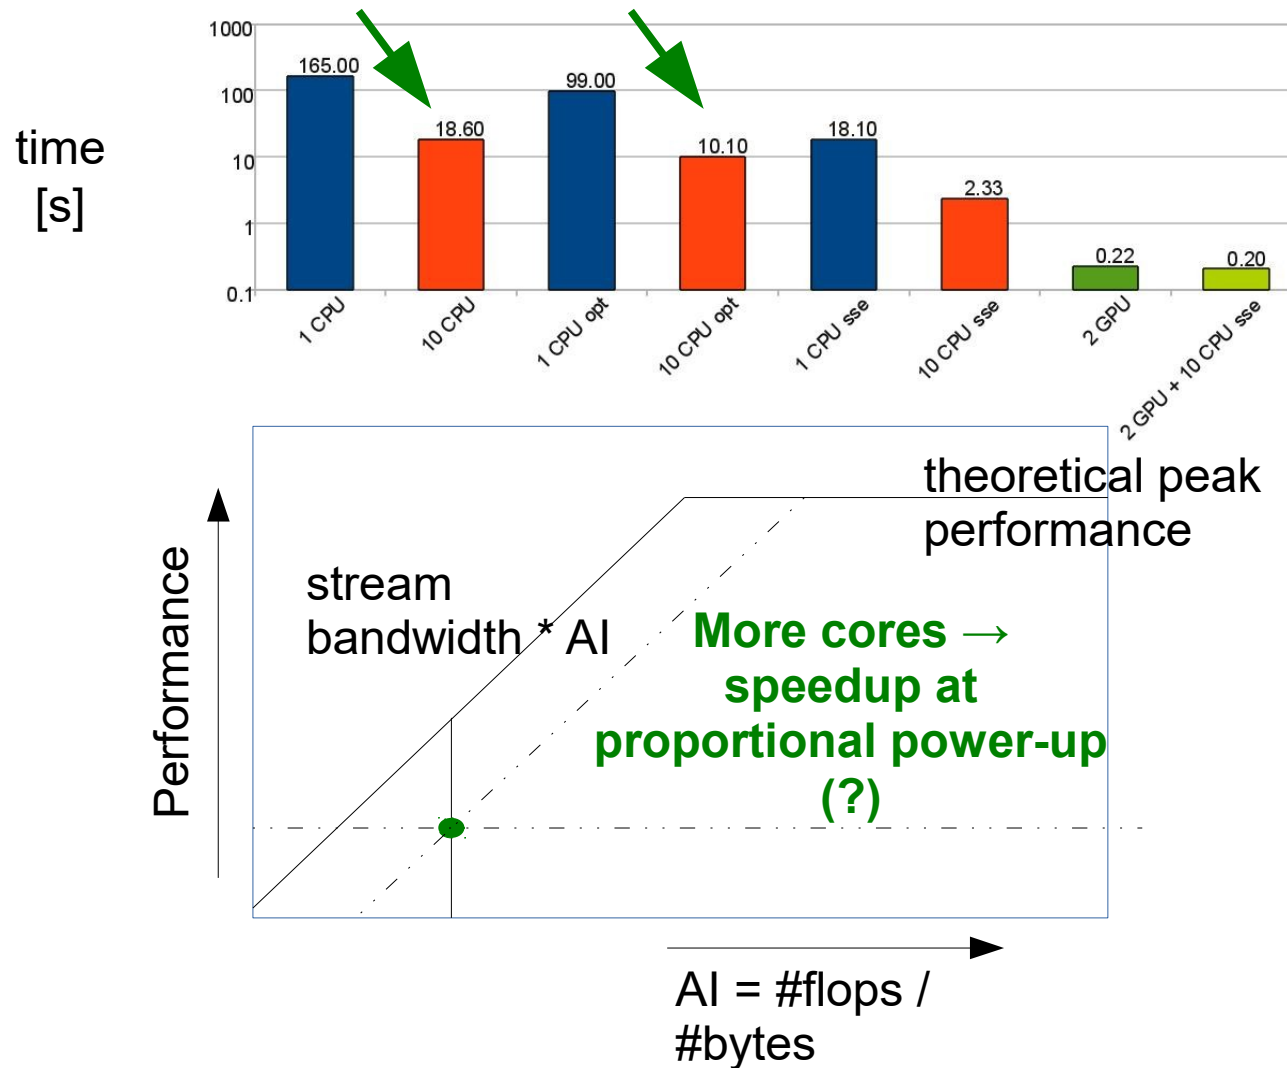 time
[s]
1000
100
10
1
0.1
165.00
18.60
99.00
10.10
18.10
2.33
0.22
0.20
1 CPU
10 CPU
1 CPU opt
10 CPU opt
1 CPU sse
10 CPU sse
2 GPU
2 GPU + 10 CPU sse
theoretical peak
performance
Performance
stream
bandwidth * AI
More cores →
speedup at
proportional power-up
(?)
AI = #flops /
#bytes